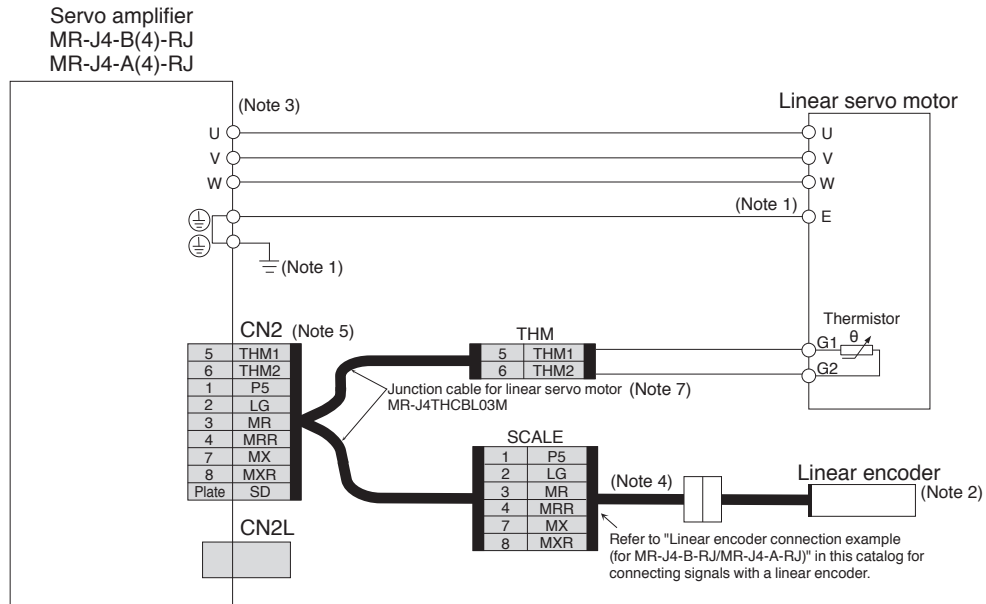 Servo amplifier
MR-J4-B(4)-RJ
MR-J4-A(4)-RJ
(Note 3)
Linear servo motor
U U
V V
W W
(Note 1) E
(Note 1)
CN2 (Note 5)
5 THM1
6 THM2
1 P5
2 LG
3 MR
4 MRR
7 MX
8 MXR
Plate SD
CN2L
THM
5 THM1
6 THM2
Thermistor
θ
G1
G2
Junction cable for linear servo motor (Note 7)
MR-J4THCBL03M
SCALE
1 P5
2 LG
3 MR
4 MRR
7 MX
8 MXR
(Note 4)
Linear encoder
(Note 2)
Refer to "Linear encoder connection example
(for MR-J4-B-RJ/MR-J4-A-RJ)" in this catalog for
connecting signals with a linear encoder.